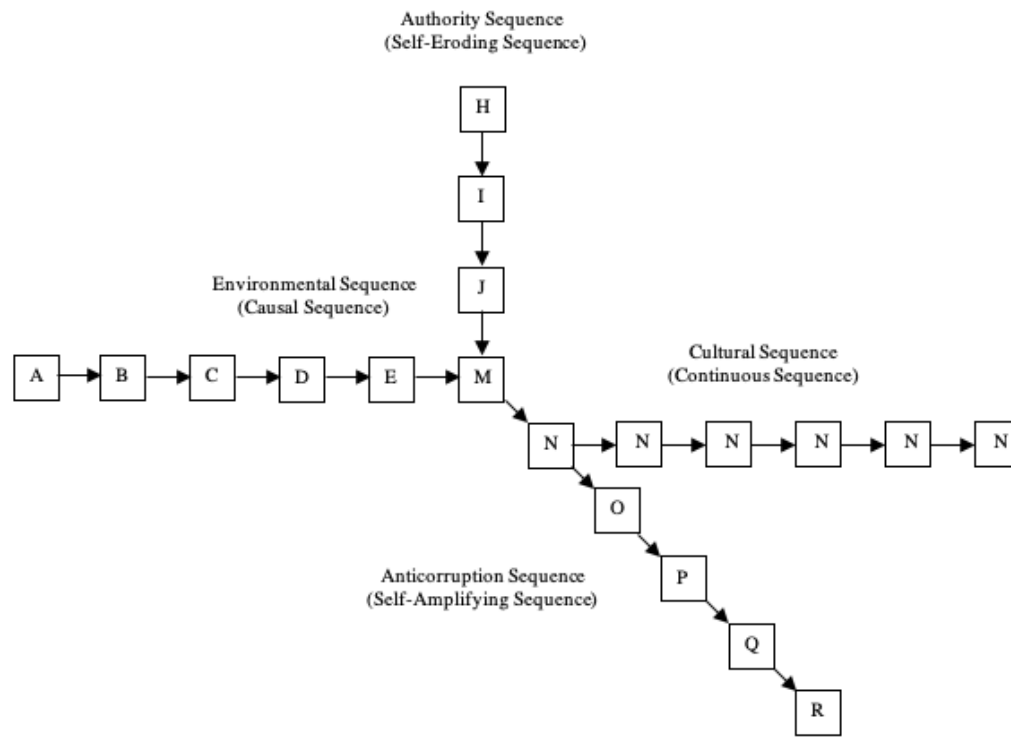 Authority Sequence
(Self-Eroding Sequence)
H
I
Environmental Sequence
(Causal Sequence)
J
Cultural Sequence
(Continuous Sequence)
A B C D E M
N N N N N N
O
Anticorruption Sequence
(Self-Amplifying Sequence)
P
Q
R